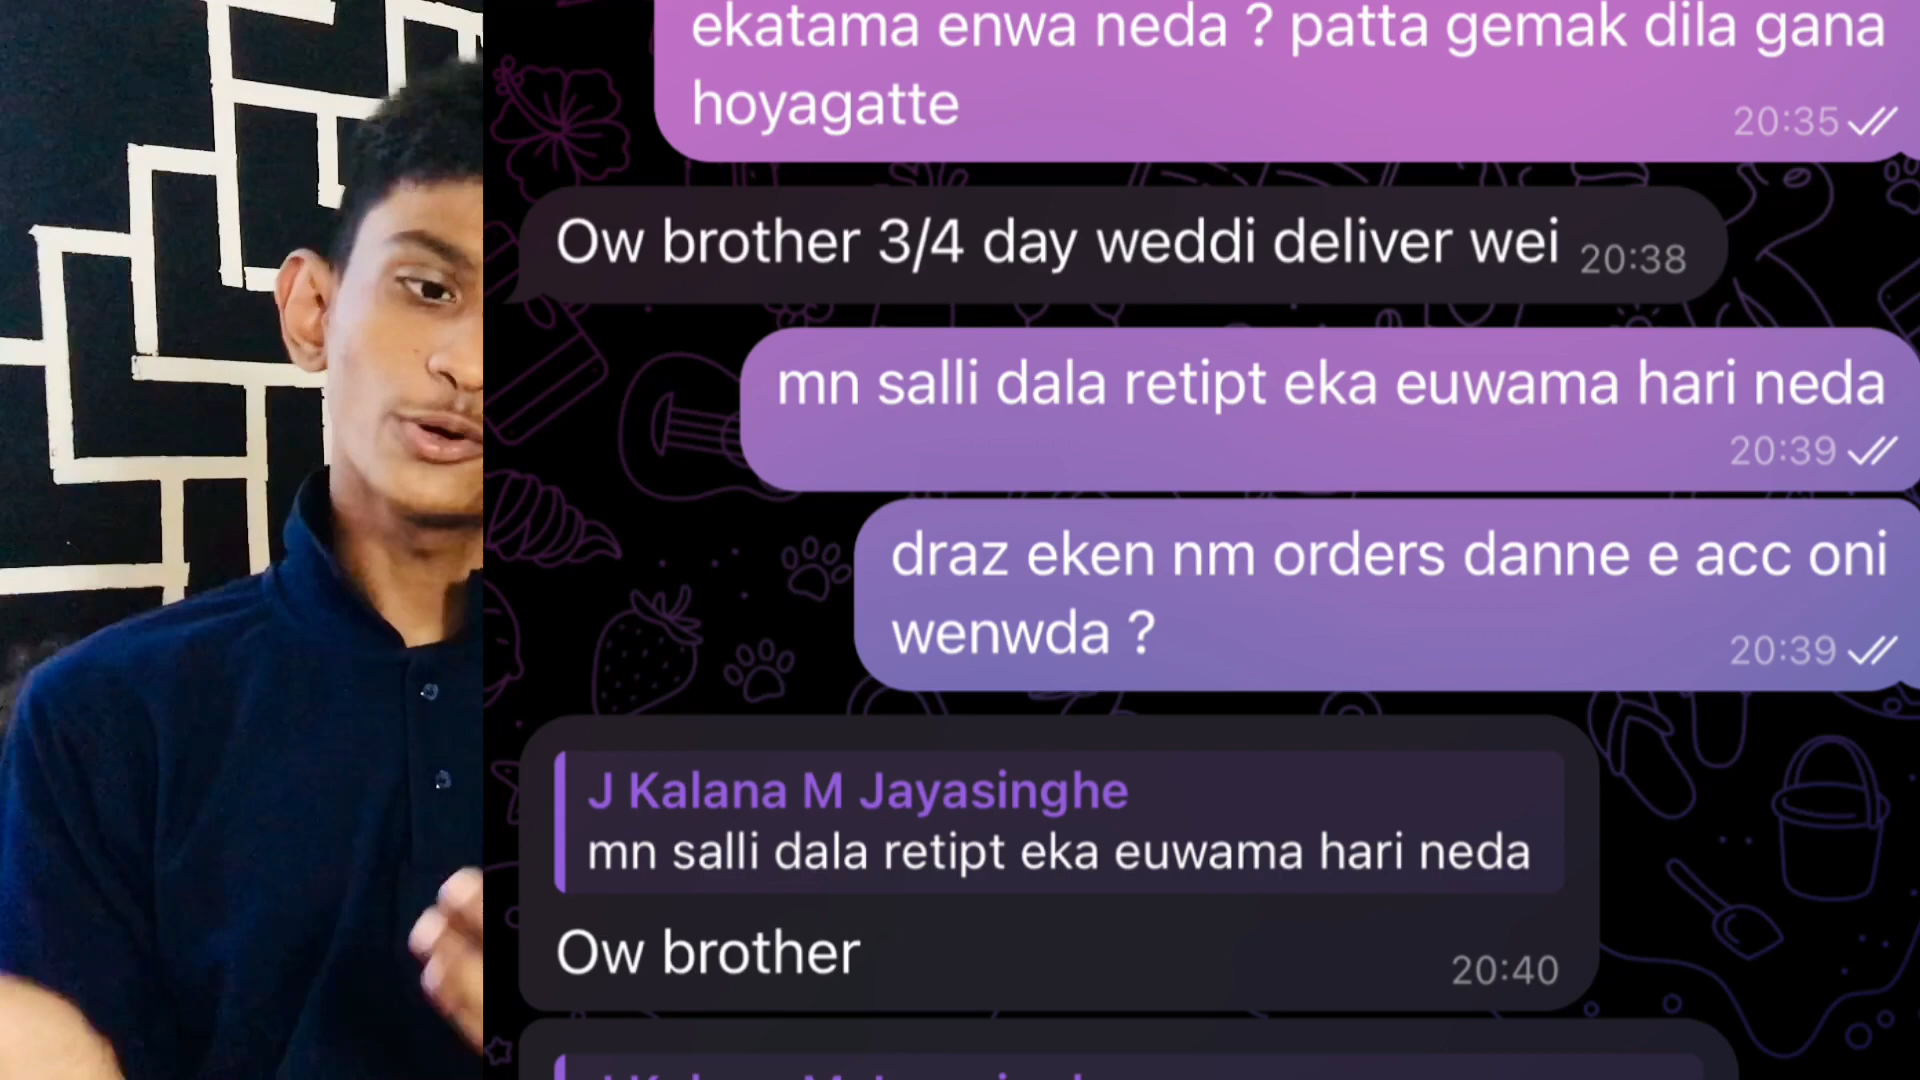 ekatama enwa neda ? patta gemak dila gana
hoyagatte
20:35
Ow brother 3/4 day weddi deliver wei 20:38
mn salli dala retipt eka euwama hari neda
20:39
draz eken nm orders danne e acc oni
wenwda ?
20:39
J Kalana M Jayasinghe
mn salli dala retipt eka euwama hari neda
Ow brother
20:40